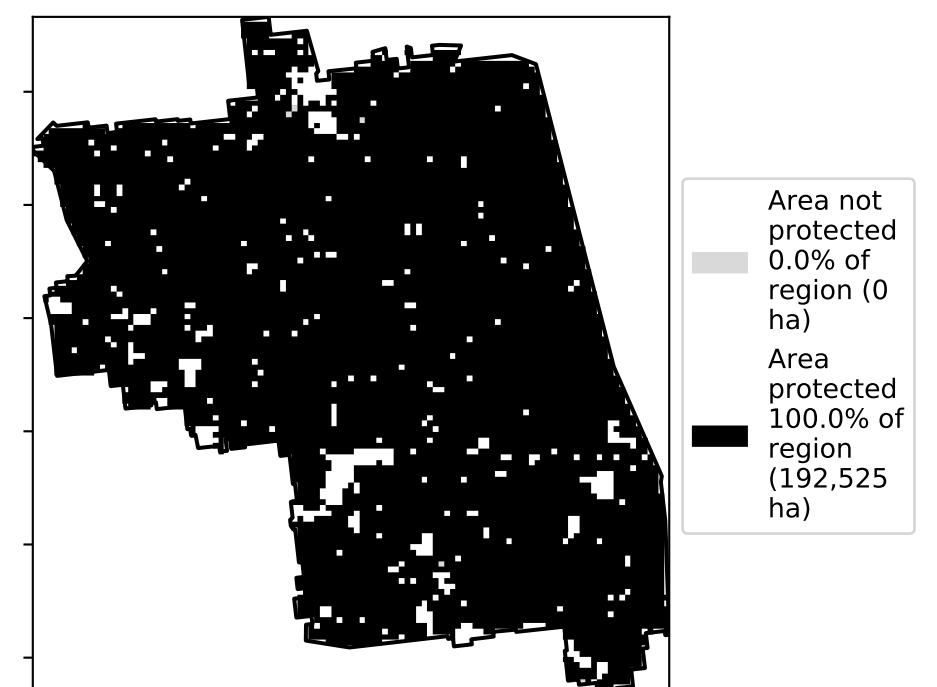 Area not
protected
0.0% of
region (0
ha)
Area
protected
100.0% of
region
(192,525
ha)